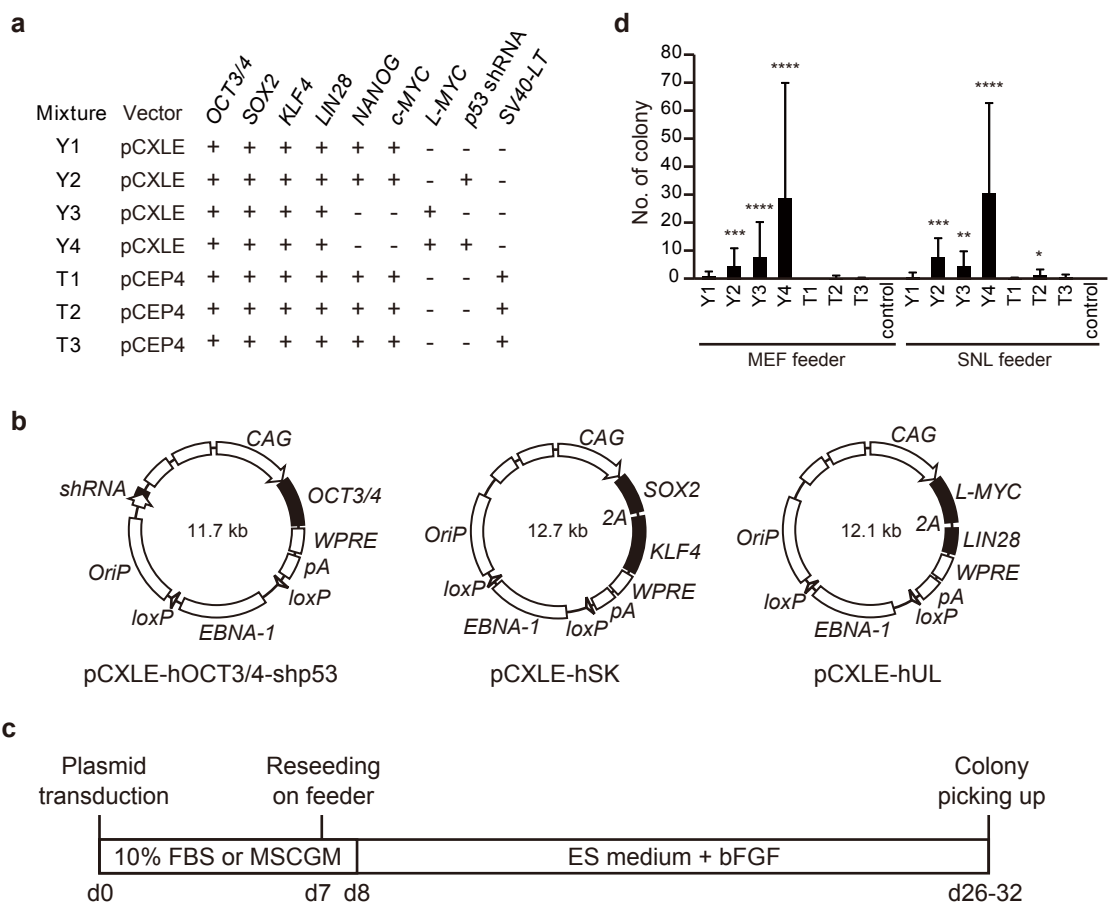 a
Mixture Vector OCT3/4 SOX2 KLF4 LIN28 NANOG c-MYC L-MYC p53 shRNA SV40-LT
Y1 pCXLE + + + + + + - - -
Y2 pCXLE + + + + + + - + -
Y3 pCXLE + + + + - - + - -
Y4 pCXLE + + + + - - + + -
T1 pCEP4 + + + + + + - - +
T2 pCEP4 + + + + + + - - +
T3 pCEP4 + + + + + + - - +
d
No. of colony
80
70
60
50
40
30
20
10
0
*** **** **** *** ** **** *
Y1 Y2 Y3 Y4 T1 T2 T3 control Y1 Y2 Y3 Y4 T1 T2 T3 control
MEF feeder SNL feeder
b
CAG
OCT3/4
WPRE
pA
loxP
EBNA-1
loxP
OriP
shRNA
11.7 kb
pCXLE-hOCT3/4-shp53
CAG
SOX2
2A
KLF4
WPRE
pA
loxP
EBNA-1
loxP
OriP
12.7 kb
pCXLE-hSK
CAG
L-MYC
2A
LIN28
WPRE
pA
loxP
EBNA-1
loxP
OriP
12.1 kb
pCXLE-hUL
c
Plasmid
transduction
Reseeding
on feeder
Colony
picking up
10% FBS or MSCGM ES medium + bFGF
d0 d7 d8 d26-32